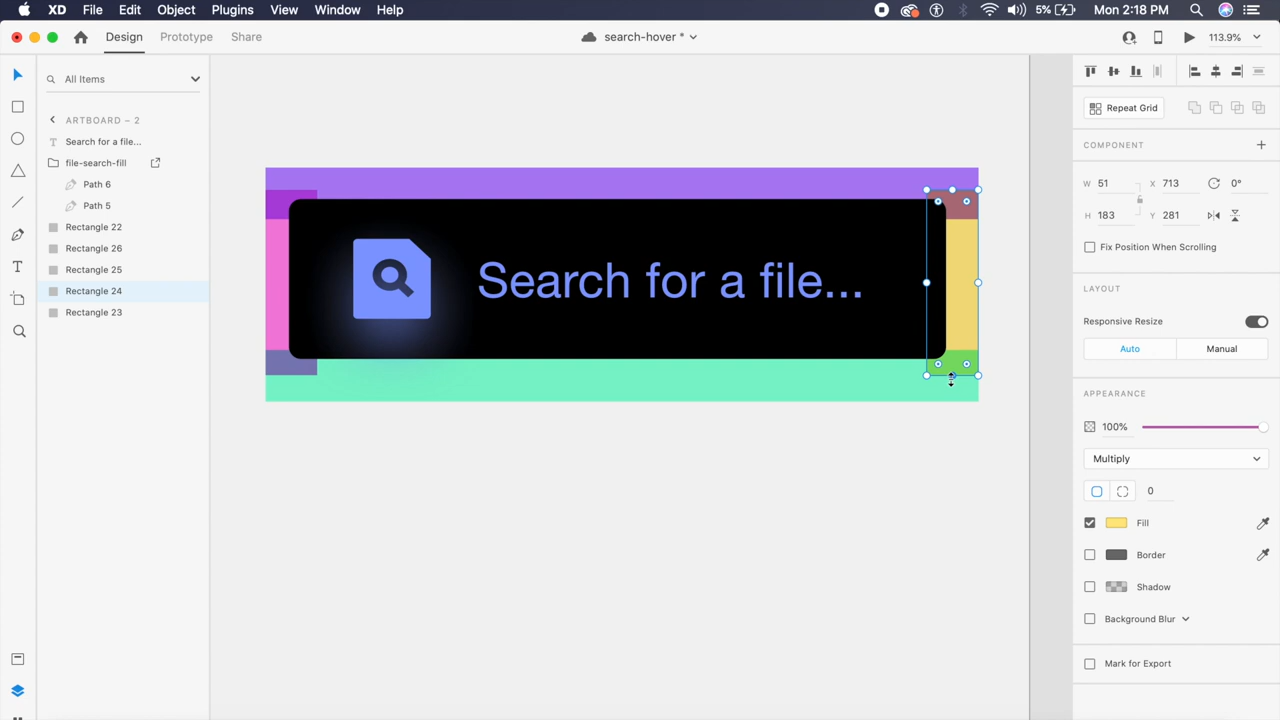 XD File Edit Object Plugins View Window Help 5% Mon 2:18 PM
Design Prototype Share search-hover * 113.9%
All Items
ARTBOARD – 2
Search for a file...
file-search-fill
Path 6
Path 5
Rectangle 22
Rectangle 26
Rectangle 25
Rectangle 24
Rectangle 23
Search for a file...
Repeat Grid
COMPONENT
W 51 X 713 0°
H 183 Y 281
Fix Position When Scrolling
LAYOUT
Responsive Resize
Auto Manual
APPEARANCE
100%
Multiply
0
Fill
Border
Shadow
Background Blur
Mark for Export